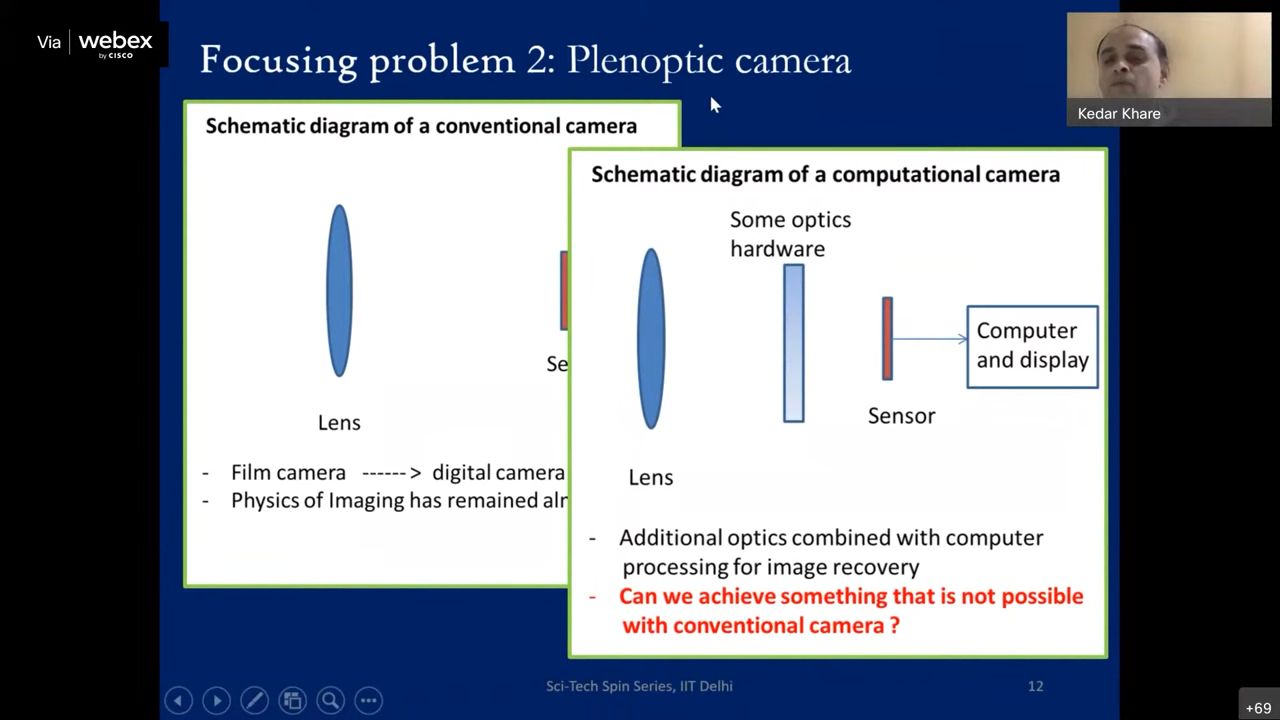 Via webex
by CISCO
Focusing problem 2: Plenoptic camera
Kedar Khare
Schematic diagram of a conventional camera
Lens
- Film camera ------ > digital camera
- Physics of Imaging has remained
Schematic diagram of a computational camera
Some optics
hardware
Lens
Sensor
Computer
and display
- Additional optics combined with computer
processing for image recovery
- Can we achieve something that is not possible
with conventional camera ?
Sci-Tech Spin Series, IIT Delhi
12
+69